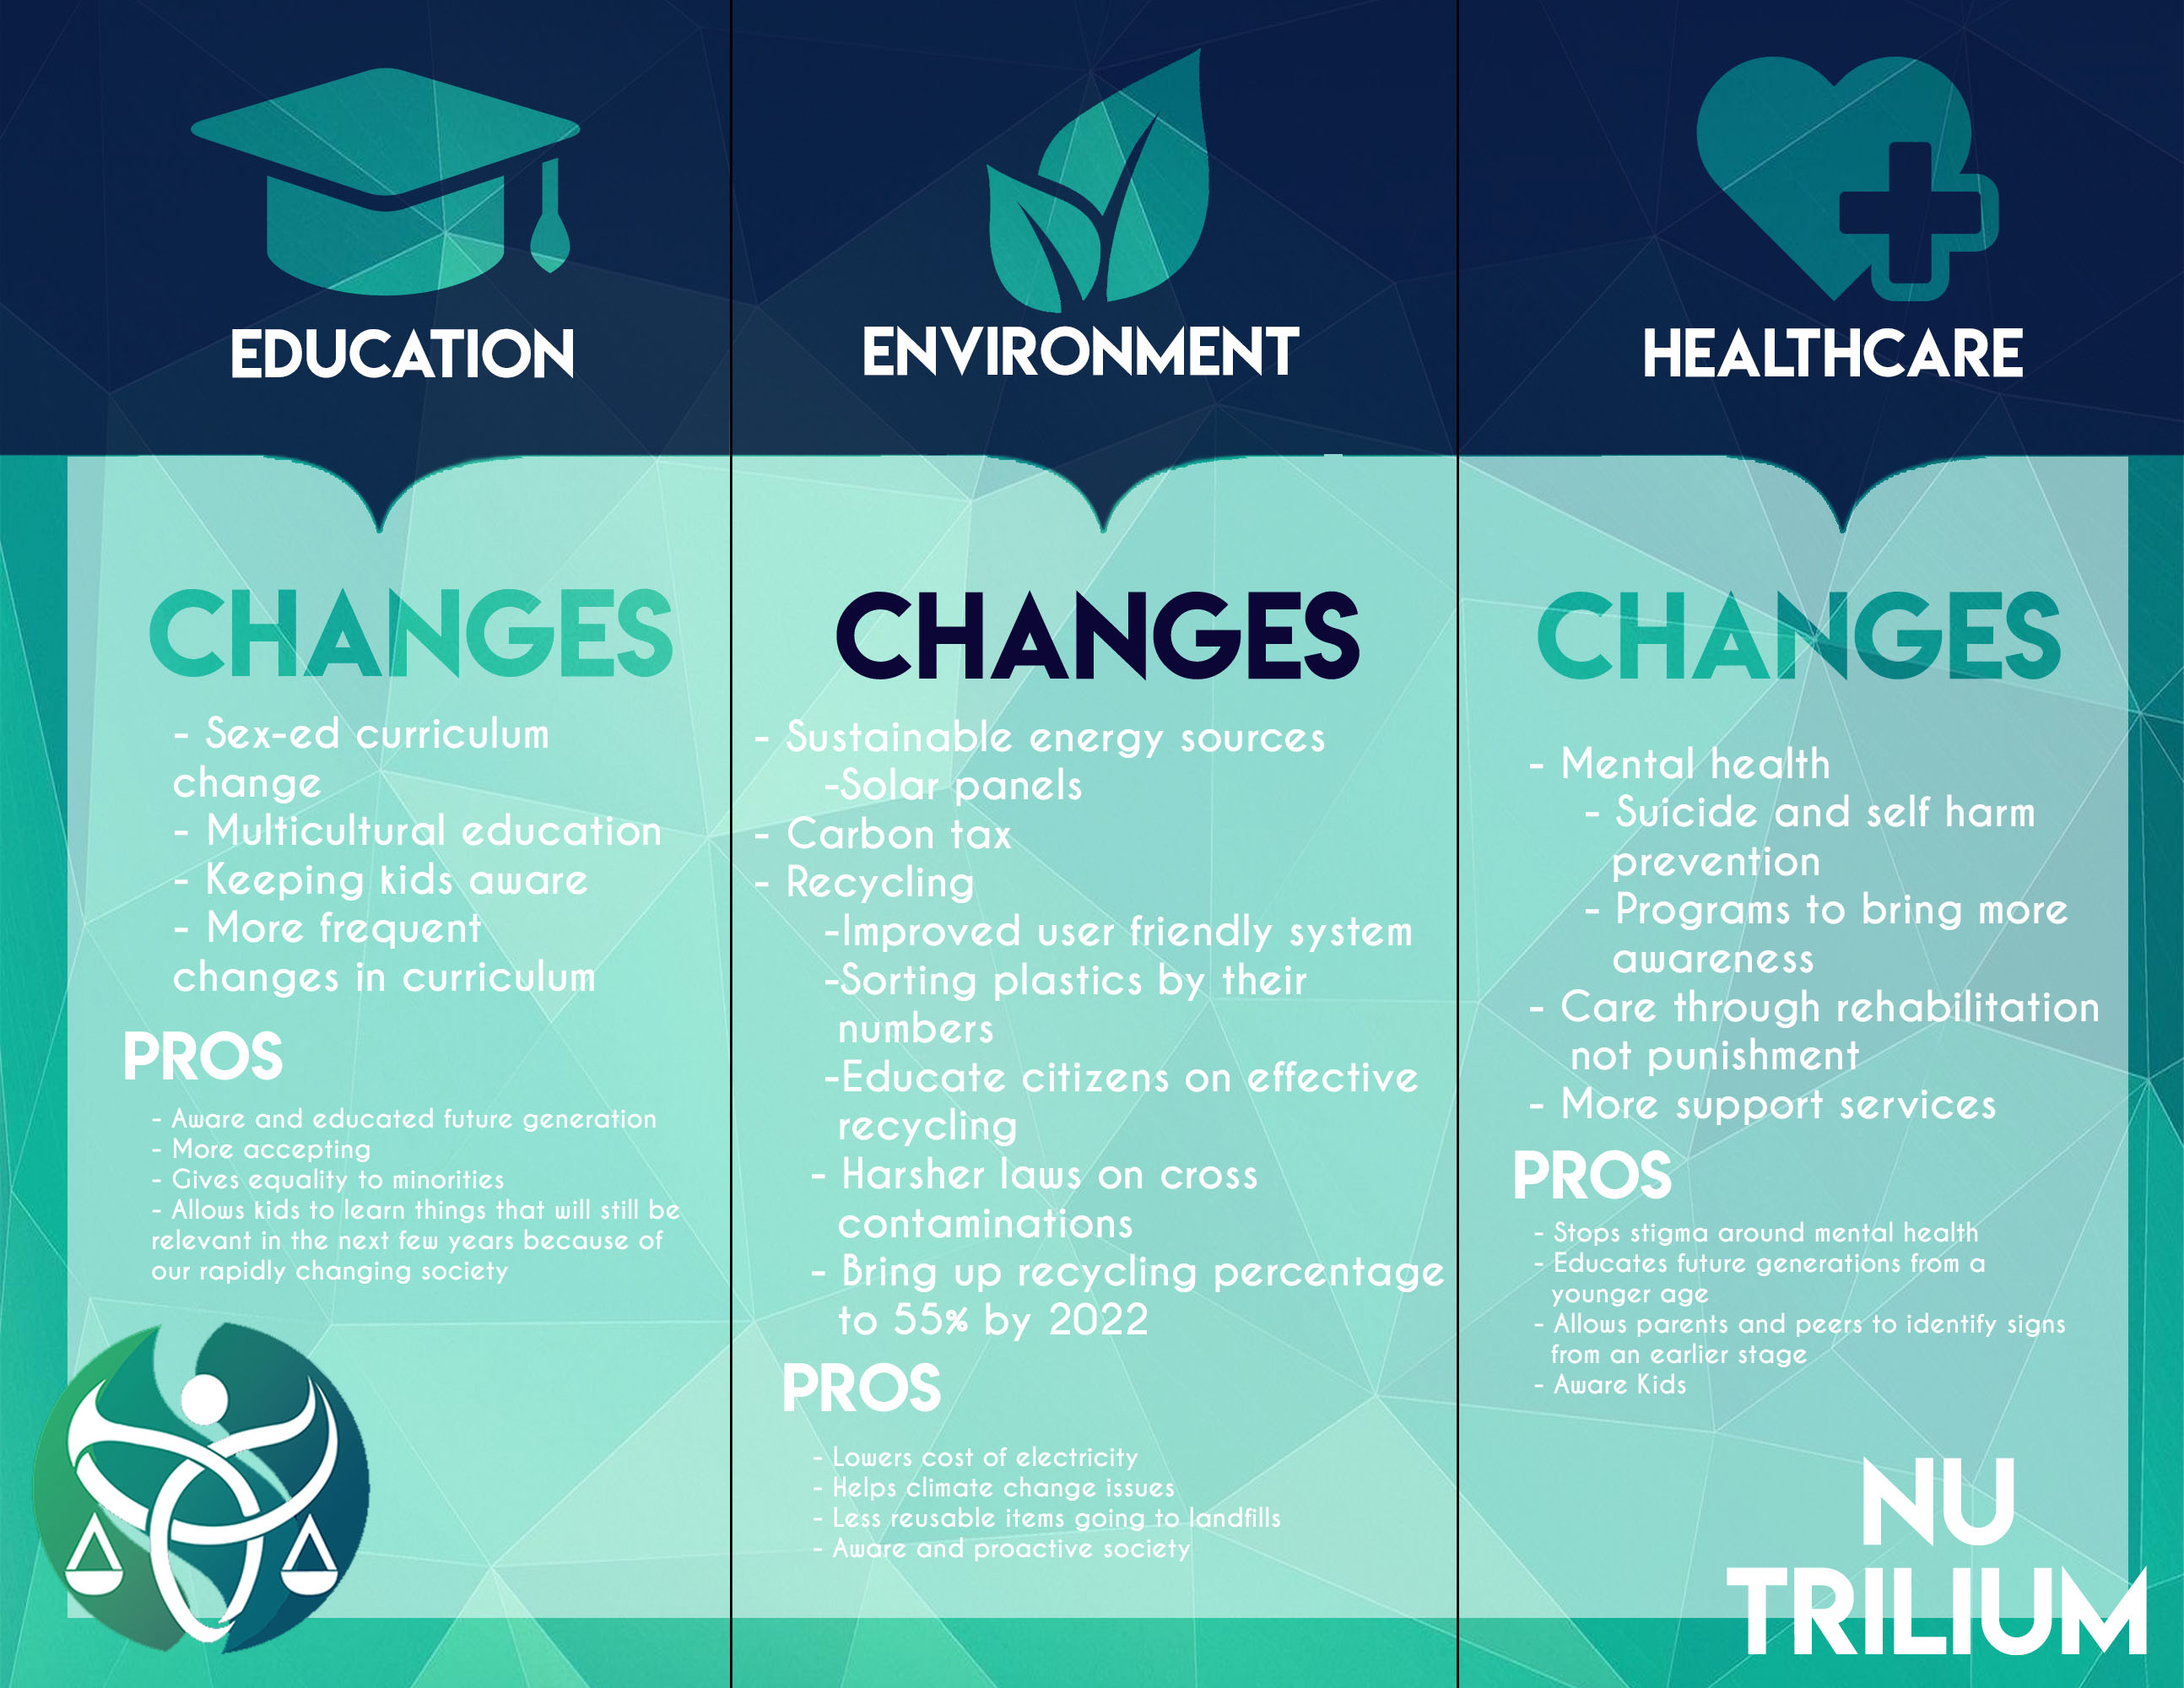 EDUCATION
CHANGES
- Sex-ed curriculum
change
- Multicultural education
- Keeping kids aware
- More frequent
changes in curriculum
PROS
- Aware and educated future generation
- More accepting
- Gives equality to minorities
- Allows kids to learn things that will still be
relevant in the next few years because of
our rapidly changing society
ENVIRONMENT
CHANGES
- Sustainable energy sources
-Solar panels
- Carbon tax
- Recycling
-Improved user friendly system
-Sorting plastics by their
numbers
-Educate citizens on effective
recycling
- Harsher laws on cross
contaminations
- Bring up recycling percentage
to 55% by 2022
PROS
- Lowers cost of electricity
- Helps climate change issues
- Less reusable items going to landfills
- Aware and proactive society
HEALTHCARE
CHANGES
- Mental health
- Suicide and self harm
prevention
- Programs to bring more
awareness
- Care through rehabilitation
not punishment
- More support services
PROS
- Stops stigma around mental health
- Educates future generations from a
younger age
- Allows parents and peers to identify signs
from an earlier stage
- Aware Kids
NU
TRILIUM